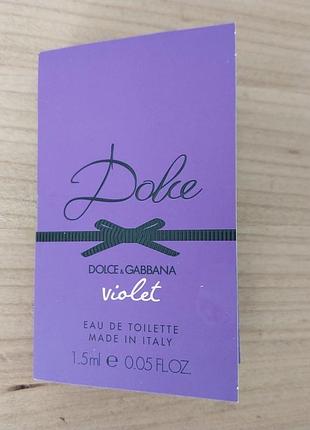 Dolce
DOLCE & GABBANA
violet
EAU DE TOILETTE
MADE IN ITALY
1.5ml ℮ 0.05 FL.OZ.